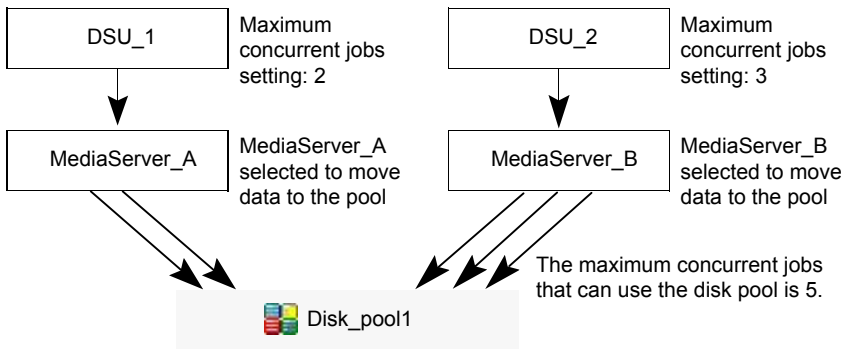 DSU_1
Maximum
concurrent jobs
setting: 2
DSU_2
Maximum
concurrent jobs
setting: 3
MediaServer_A
MediaServer_A
selected to move
data to the pool
MediaServer_B
MediaServer_B
selected to move
data to the pool
The maximum concurrent jobs
that can use the disk pool is 5.
Disk_pool1